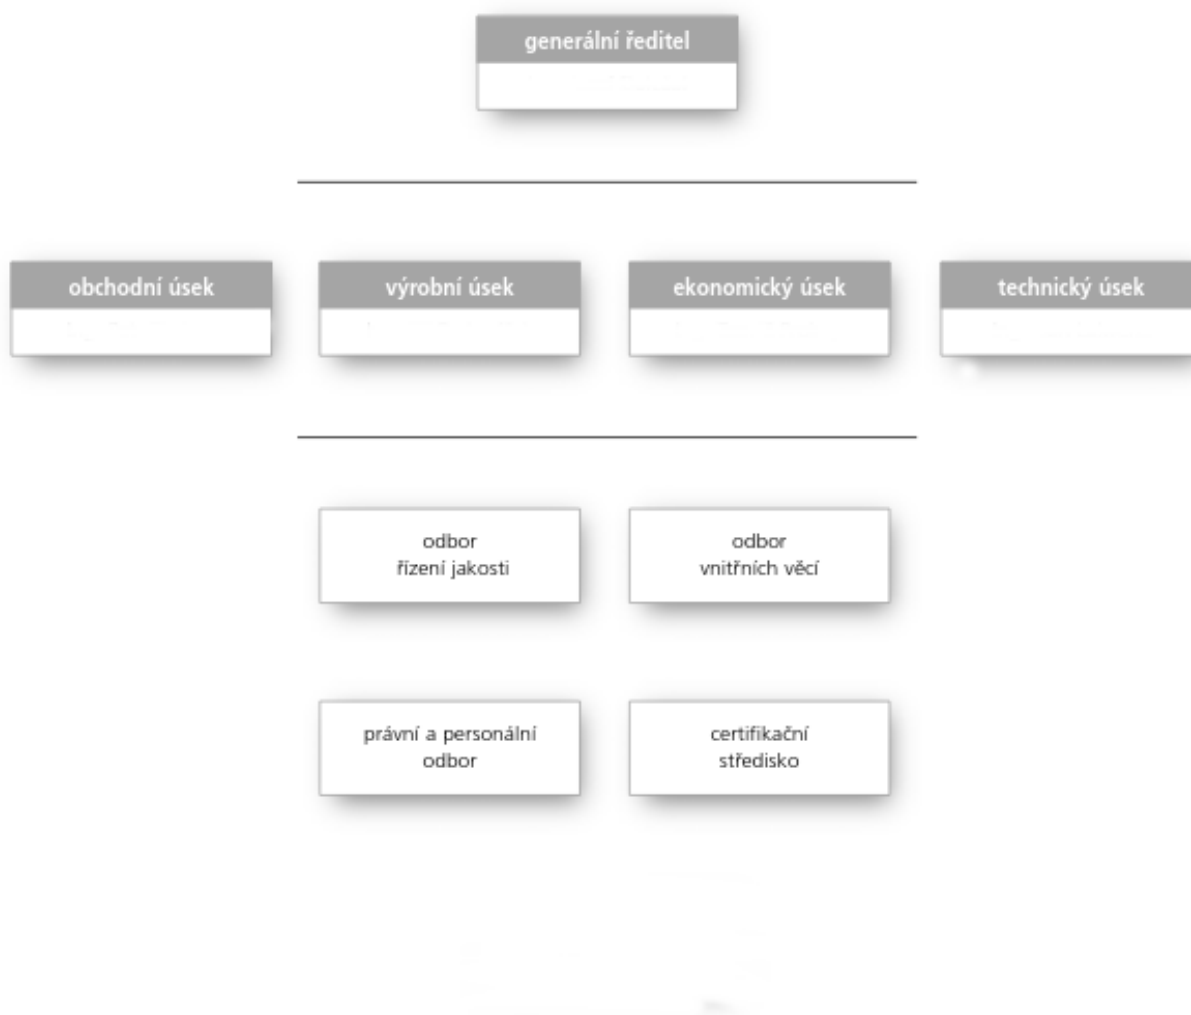 generální ředitel
obchodní úsek
výrobní úsek
ekonomický úsek
technický úsek
odbor
řízení jakosti
odbor
vnitřních věcí
právní a personální
odbor
certifikační
středisko